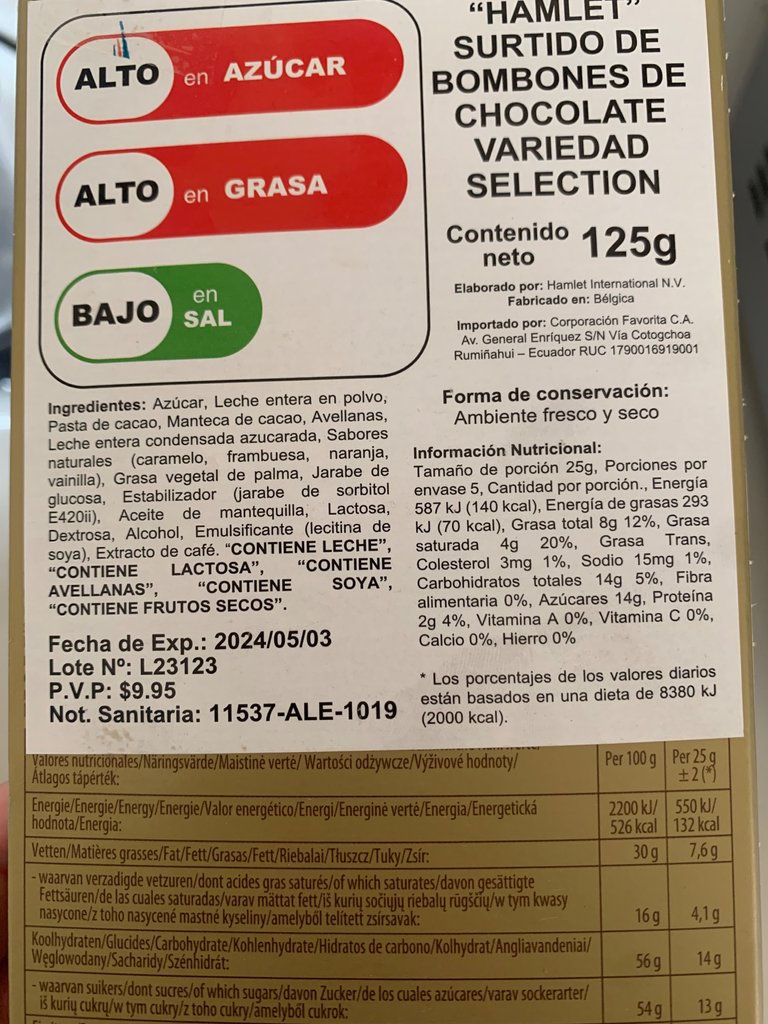 ALTO en AZÚCAR
ALTO en GRASA
BAJO en SAL
"HAMLET"
SURTIDO DE
BOMBONES DE
CHOCOLATE
VARIEDAD
SELECTION
Contenido neto 125g
Elaborado por: Hamlet International N.V.
Fabricado en: Bélgica
Importado por: Corporación Favorita C.A.
Av. General Enríquez S/N Vía Cotogchoa
Rumiñahui – Ecuador RUC 1790016919001
Forma de conservación:
Ambiente fresco y seco
Ingredientes: Azúcar, Leche entera en polvo,
Pasta de cacao, Manteca de cacao, Avellanas,
Leche entera condensada azucarada, Sabores
naturales (caramelo, frambuesa, naranja,
vainilla), Grasa vegetal de palma, Jarabe de
glucosa, Estabilizador (jarabe de sorbitol
E420ii), Aceite de mantequilla, Lactosa,
Dextrosa, Alcohol, Emulsificante (lecitina de
soya), Extracto de café. "CONTIENE LECHE",
"CONTIENE LACTOSA", "CONTIENE
AVELLANAS", "CONTIENE SOYA",
"CONTIENE FRUTOS SECOS".
Fecha de Exp.: 2024/05/03
Lote Nº: L23123
P.V.P: $9.95
Not. Sanitaria: 11537-ALE-1019
Información Nutricional:
Tamaño de porción 25g, Porciones por
envase 5, Cantidad por porción., Energía
587 kJ (140 kcal), Energía de grasas 293
kJ (70 kcal), Grasa total 8g 12%, Grasa
saturada 4g 20%, Grasa Trans,
Colesterol 3mg 1%, Sodio 15mg 1%,
Carbohidratos totales 14g 5%, Fibra
alimentaria 0%, Azúcares 14g, Proteína
2g 4%, Vitamina A 0%, Vitamina C 0%,
Calcio 0%, Hierro 0%
* Los porcentajes de los valores diarios
están basados en una dieta de 8380 kJ
(2000 kcal).
Valores nutricionales/Näringsvärde/Maistinė vertė/ Wartości odżywcze/Výživové hodnoty/
Átlagos tápérték:
Per 100 g
Per 25 g
± 2 (*)
Energie/Energie/Energy/Energie/Valor energético/Energi/Energinė vertė/Energia/Energetická
hodnota/Energia:
2200 kJ/
526 kcal
550 kJ/
132 kcal
Vetten/Matières grasses/Fat/Fett/Grasas/Fett/Riebalai/Tłuszcz/Tuky/Zsír:
30 g
7,6 g
- waarvan verzadigde vetzuren/dont acides gras saturés/of which saturates/davon gesättigte
Fettsäuren/de las cuales saturadas/varav mättat fett/iš kurių sočiųjų riebalų rūgščių/w tym kwasy
nasycone/z toho nasycené mastné kyseliny/amelyből telített zsírsavak:
16 g
4,1 g
Koolhydraten/Glucides/Carbohydrate/Kohlenhydrate/Hidratos de carbono/Kolhydrat/Angliavandeniai/
Węglowodany/Sacharidy/Szénhidrát:
56 g
14 g
- waarvan suikers/dont sucres/of which sugars/davon Zucker/de los cuales azúcares/varav sockerarter/
iš kurių cukrų/w tym cukry/z toho cukry/amelyből cukrok:
54 g
13 g